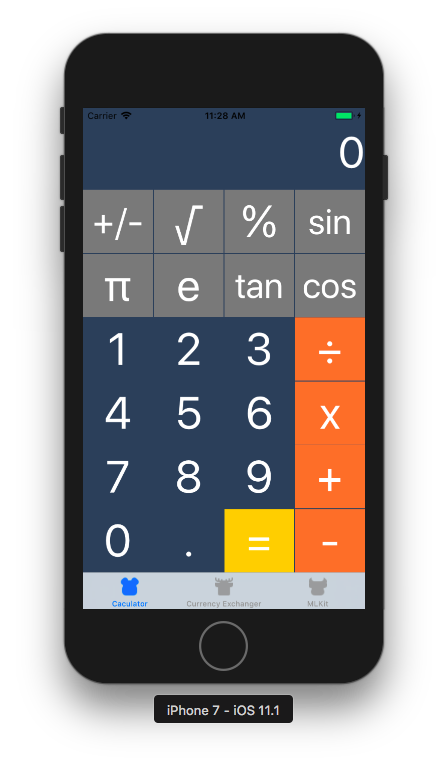 Carrier 11:28 AM
0
+/- √ % sin
π e tan cos
1 2 3 ÷
4 5 6 x
7 8 9 +
0 . = -
Caculator Currency Exchanger MLKit
iPhone 7 - iOS 11.1